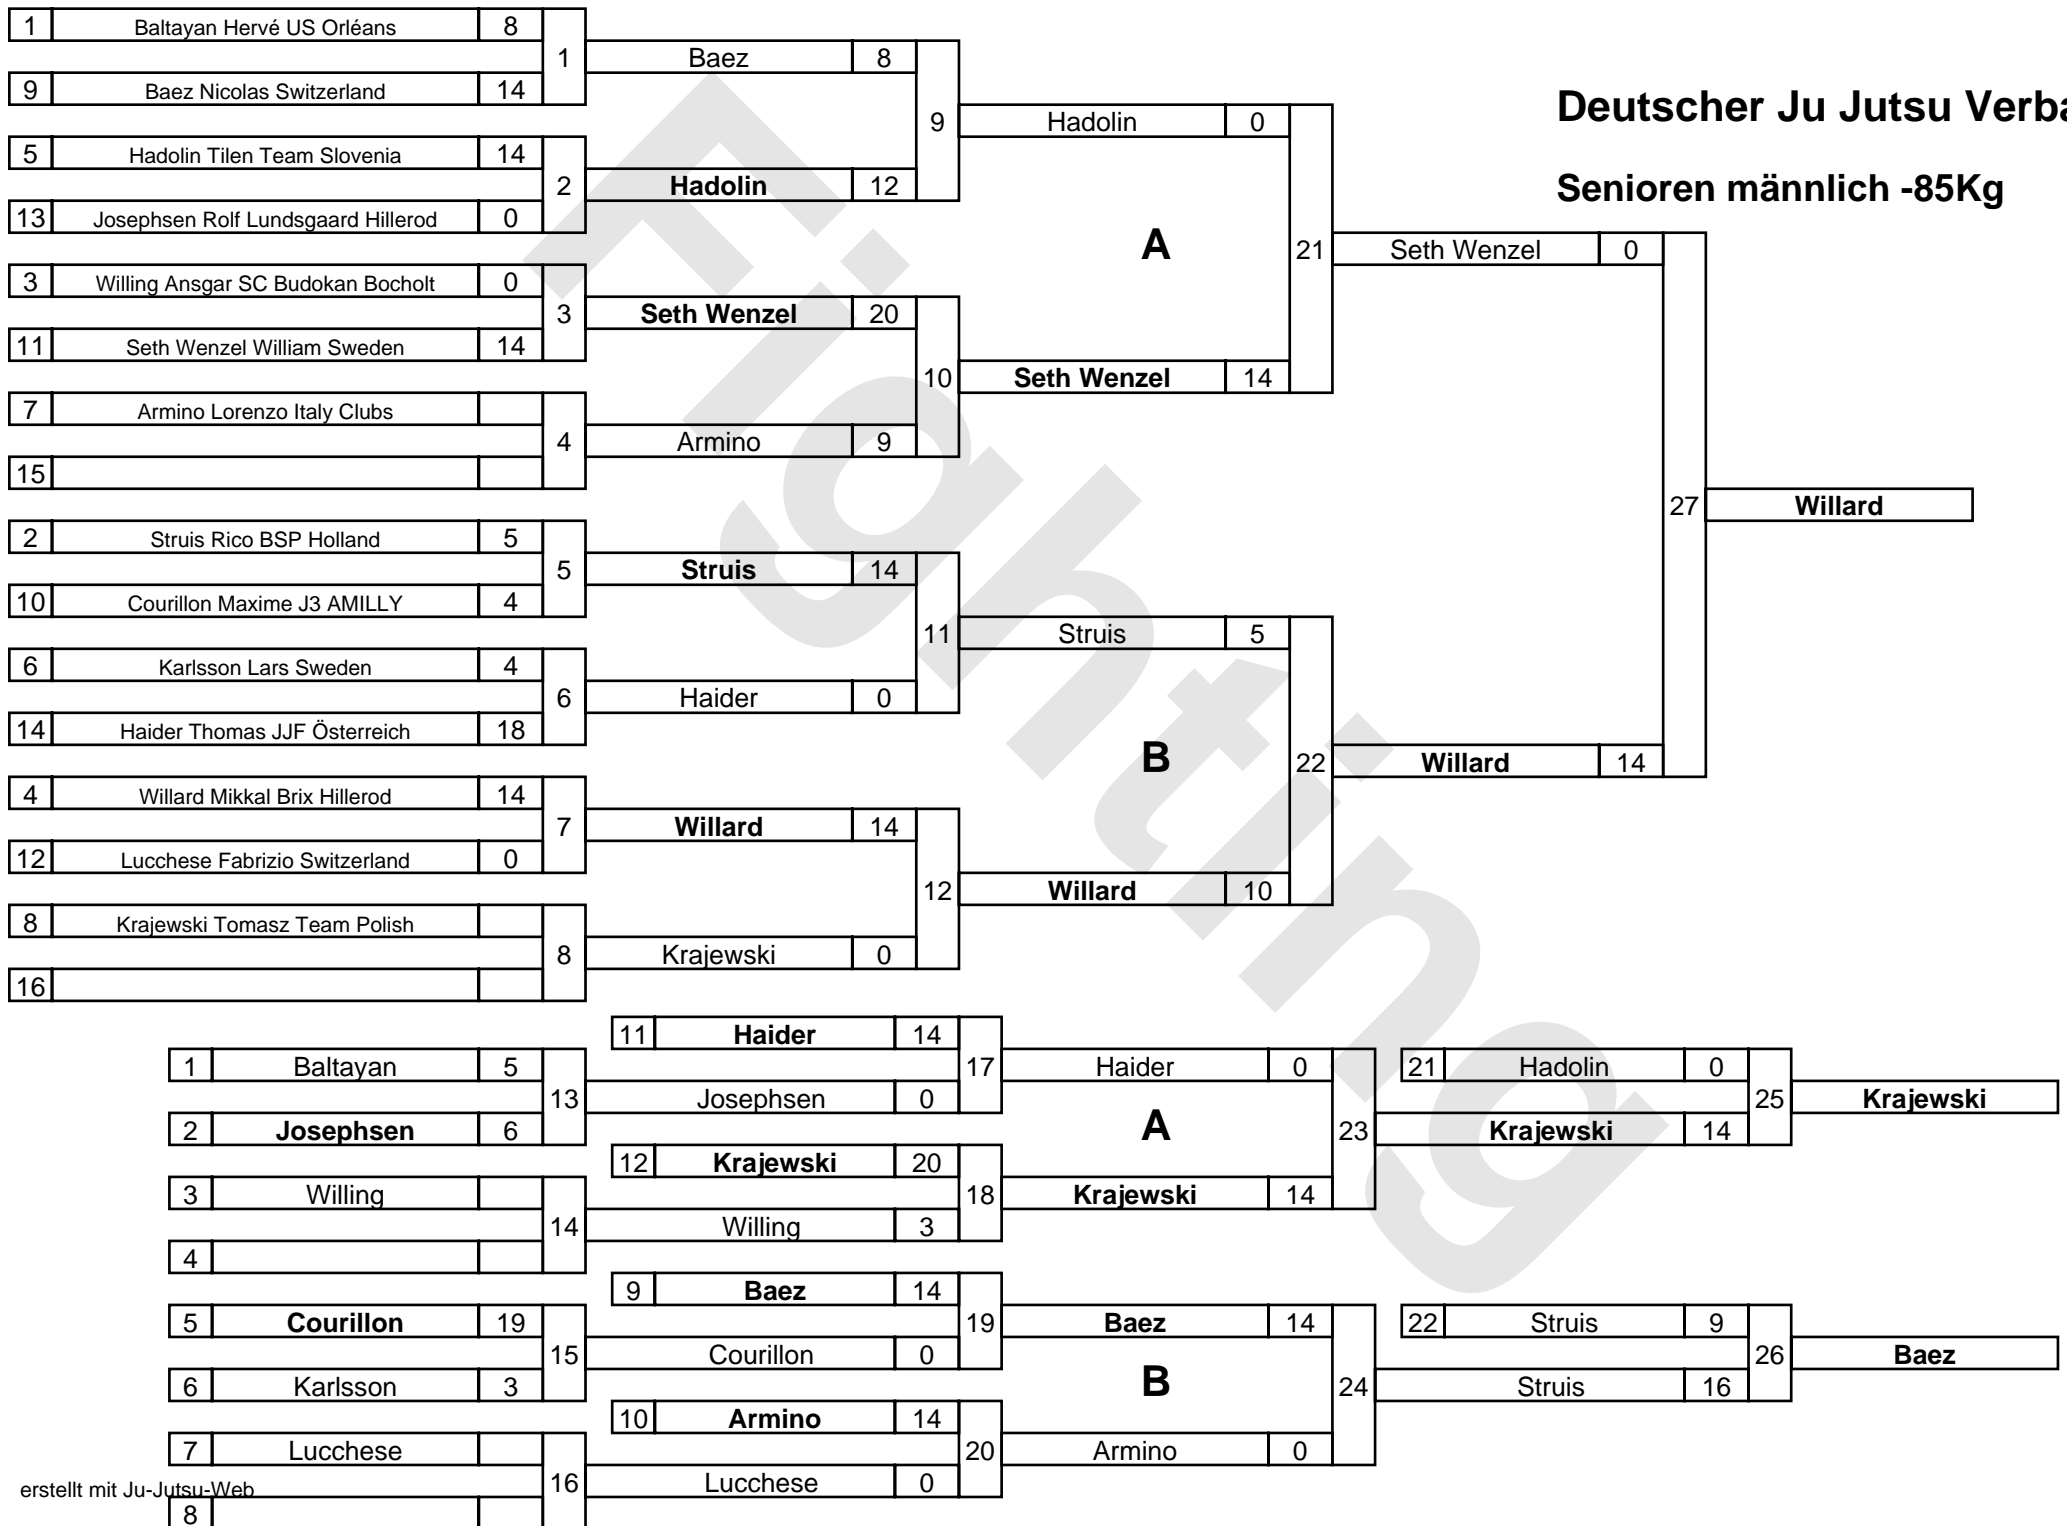 1 Baltayan Hervé US Orléans 8
1
Baez 8
9 Baez Nicolas Switzerland 14
9
Hadolin 0
Deutscher Ju Jutsu Verba
5 Hadolin Tilen Team Slovenia 14
2
Hadolin 12
13 Josephsen Rolf Lundsgaard Hillerod 0
Senioren männlich -85Kg
A
21
Seth Wenzel 0
3 Willing Ansgar SC Budokan Bocholt 0
3
Seth Wenzel 20
11 Seth Wenzel William Sweden 14
10
Seth Wenzel 14
7 Armino Lorenzo Italy Clubs
4
Armino 9
15
27
Willard
2 Struis Rico BSP Holland 5
5
Struis 14
10 Courillon Maxime J3 AMILLY 4
11
Struis 5
6 Karlsson Lars Sweden 4
6
Haider 0
14 Haider Thomas JJF Österreich 18
B
22
Willard 14
4 Willard Mikkal Brix Hillerod 14
7
Willard 14
12 Lucchese Fabrizio Switzerland 0
12
Willard 10
8 Krajewski Tomasz Team Polish
8
Krajewski 0
16
Fighting
11 Haider 14
17
Haider 0
21 Hadolin 0
1 Baltayan 5
13
Josephsen 0
25
Krajewski
2 Josephsen 6
A
23
Krajewski 14
12 Krajewski 20
18
Krajewski 14
3 Willing
14
Willing 3
4
9 Baez 14
19
Baez 14
22 Struis 9
5 Courillon 19
15
Courillon 0
26
Baez
6 Karlsson 3
B
24
Struis 16
10 Armino 14
20
Armino 0
7 Lucchese
16
Lucchese 0
erstellt mit Ju-Jutsu-Web
8